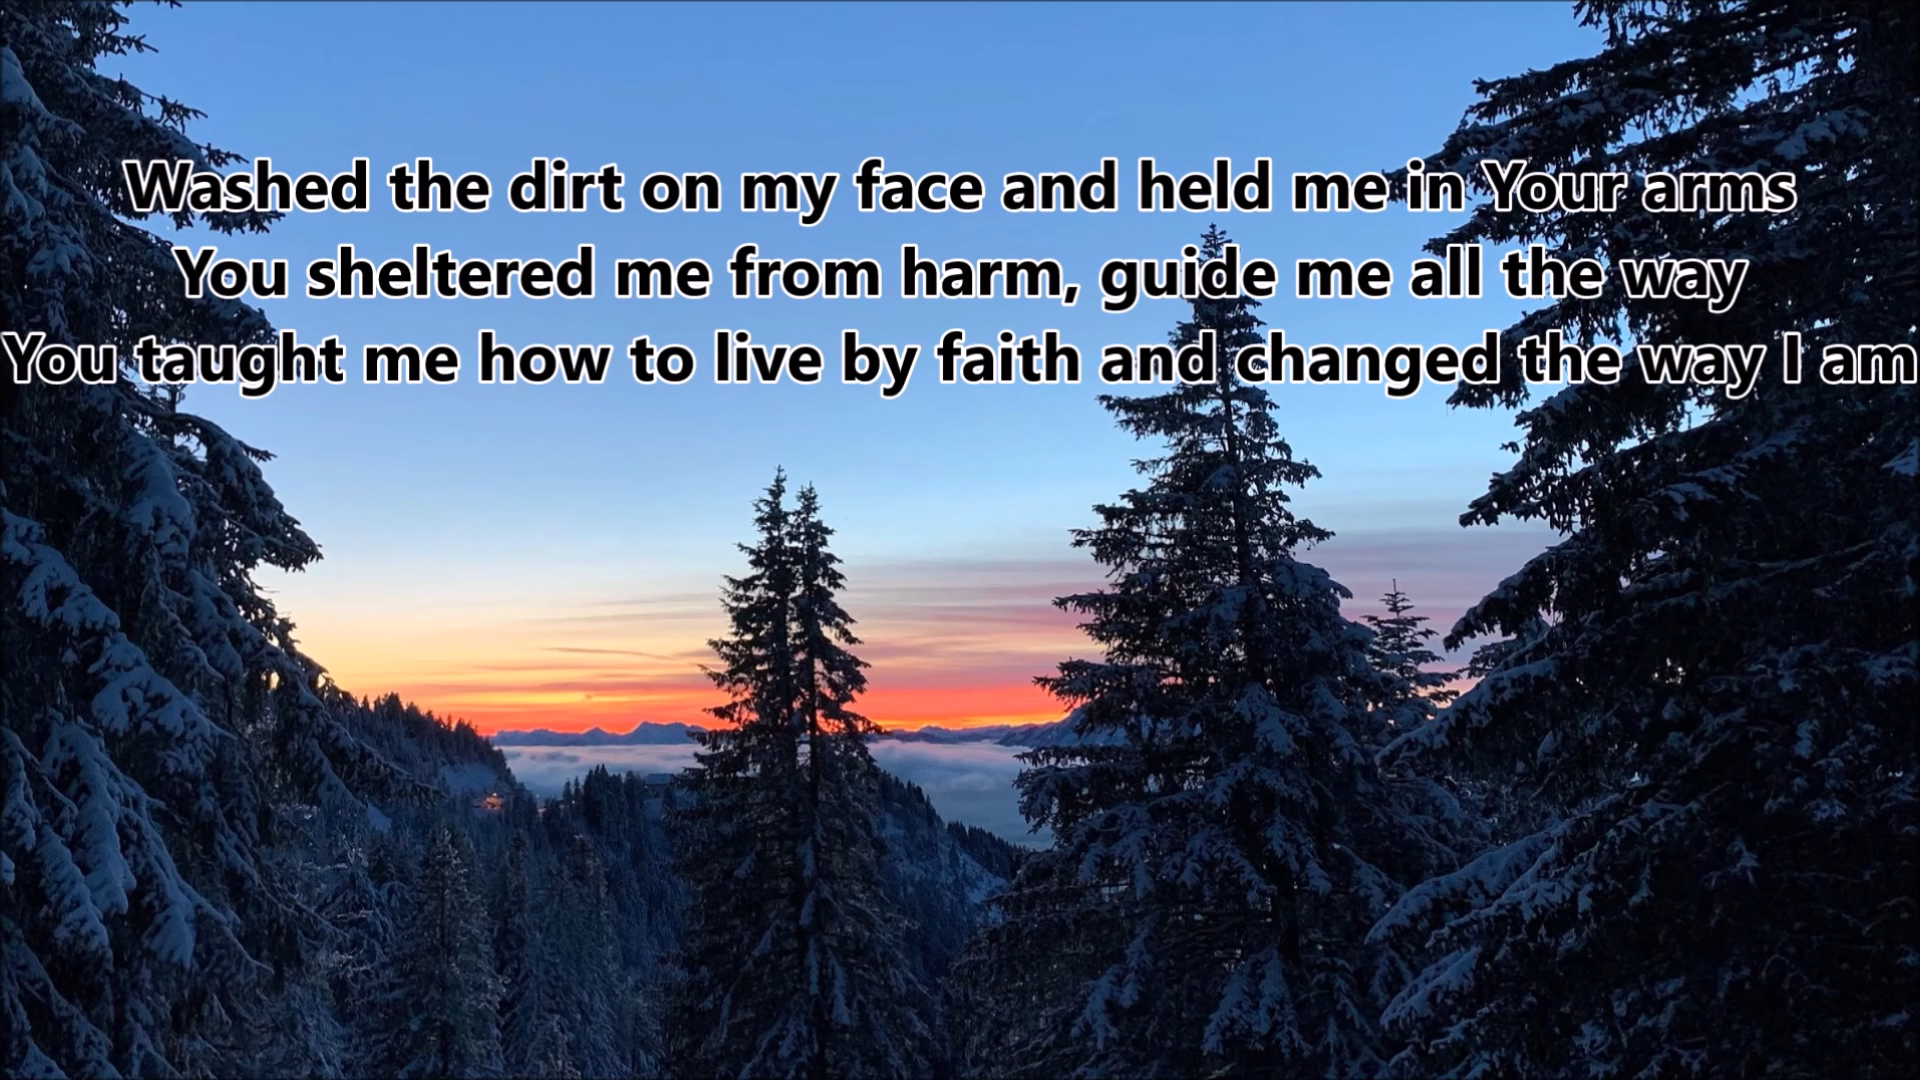 Washed the dirt on my face and held me in Your arms
You sheltered me from harm, guide me all the way
You taught me how to live by faith and changed the way I am